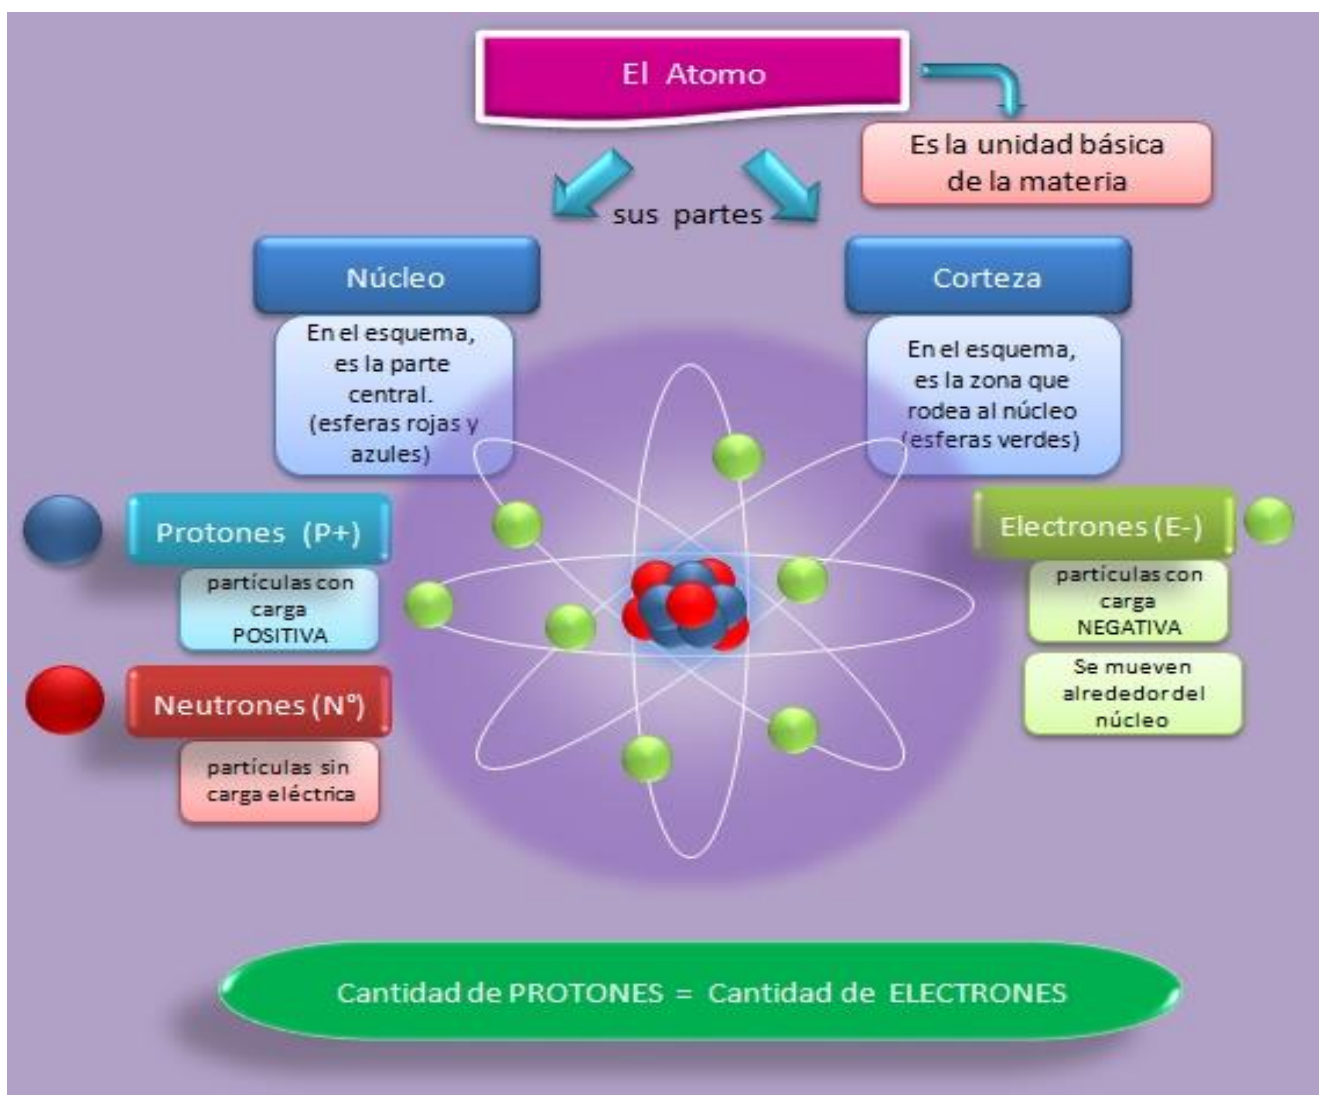 El Atomo
Es la unidad básica
de la materia
sus partes
Núcleo
En el esquema,
es la parte
central.
(esferas rojas y
azules)
Corteza
En el esquema,
es la zona que
rodea al núcleo
(esferas verdes)
Protones (P+)
partículas con
carga
POSITIVA
Neutrones (N°)
partículas sin
carga eléctrica
Electrones (E-)
partículas con
carga
NEGATIVA
Se mueven
alrededor del
núcleo
Cantidad de PROTONES = Cantidad de ELECTRONES